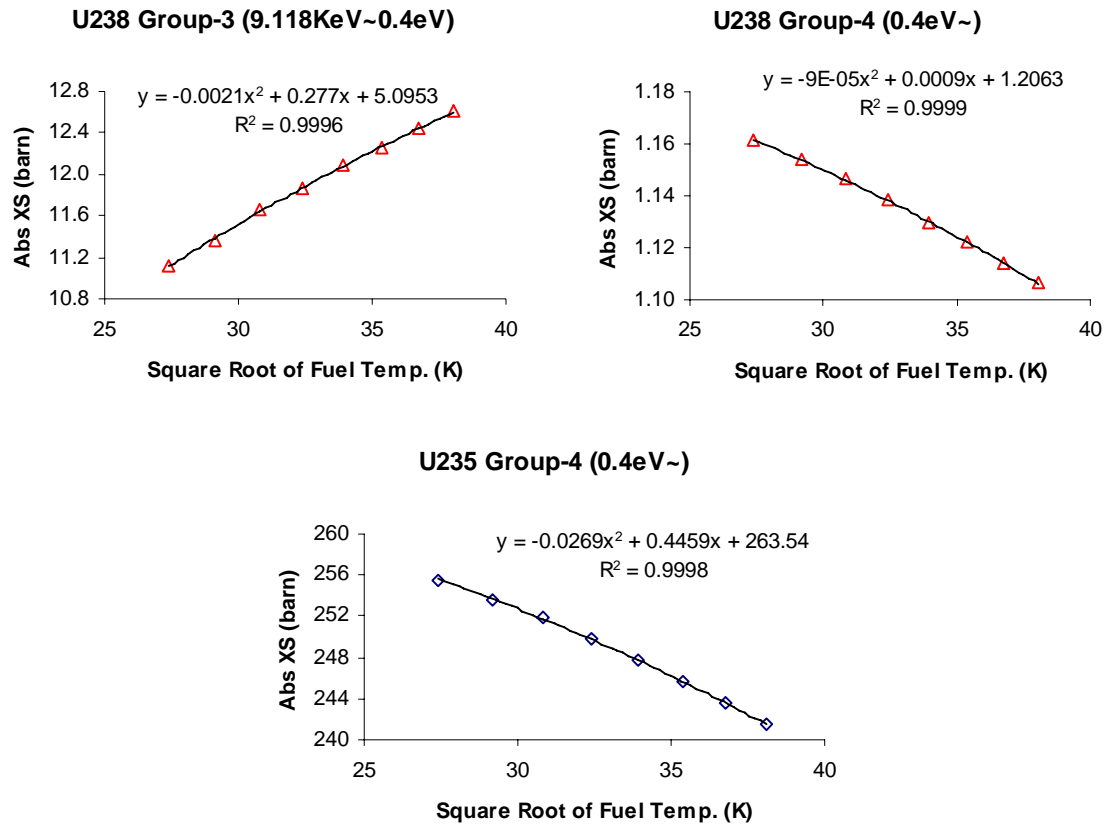 U238 Group-3 (9.118KeV~0.4eV)
y = -0.0021x² + 0.277x + 5.0953
R² = 0.9996
Abs XS (barn)
12.8
12.4
12.0
11.6
11.2
10.8
25 30 35 40
Square Root of Fuel Temp. (K)
U238 Group-4 (0.4eV~)
y = -9E-05x² + 0.0009x + 1.2063
R² = 0.9999
Abs XS (barn)
1.18
1.16
1.14
1.12
1.10
25 30 35 40
Square Root of Fuel Temp. (K)
U235 Group-4 (0.4eV~)
y = -0.0269x² + 0.4459x + 263.54
R² = 0.9998
Abs XS (barn)
260
256
252
248
244
240
25 30 35 40
Square Root of Fuel Temp. (K)